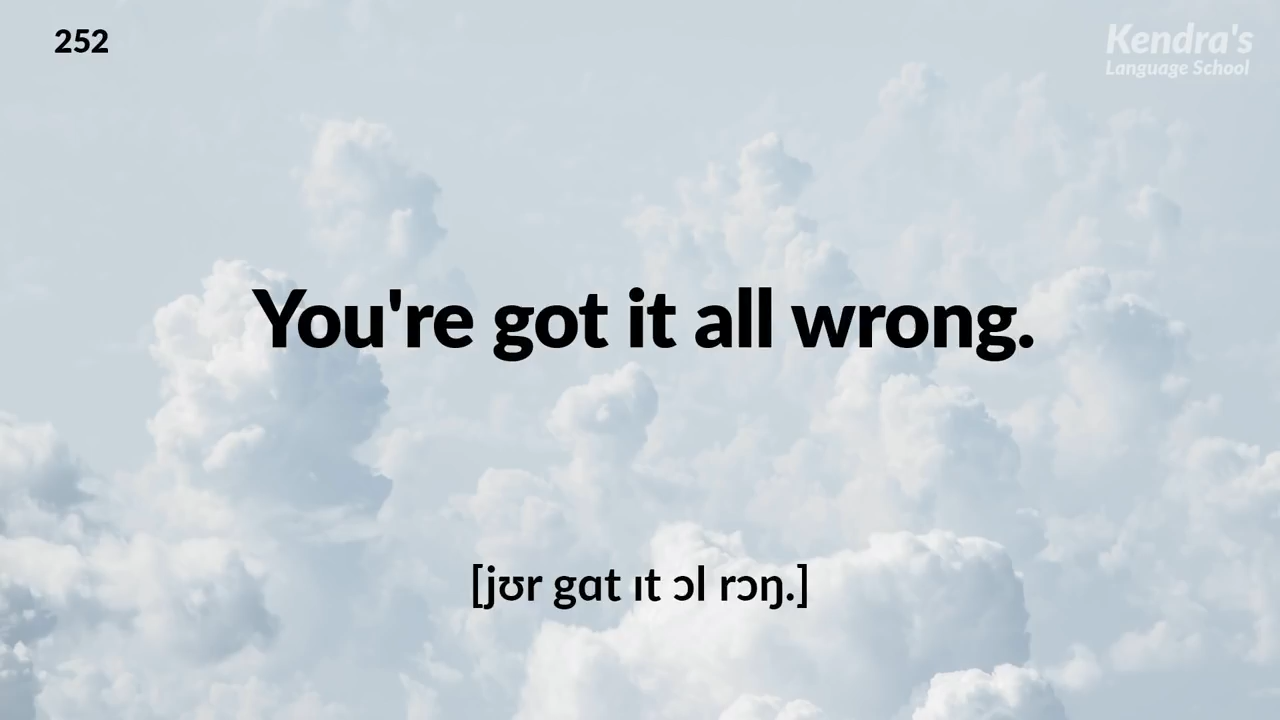 252
Kendra's
Language School
You're got it all wrong.
[jʊr gɑt ɪt ɔl rɔŋ.]